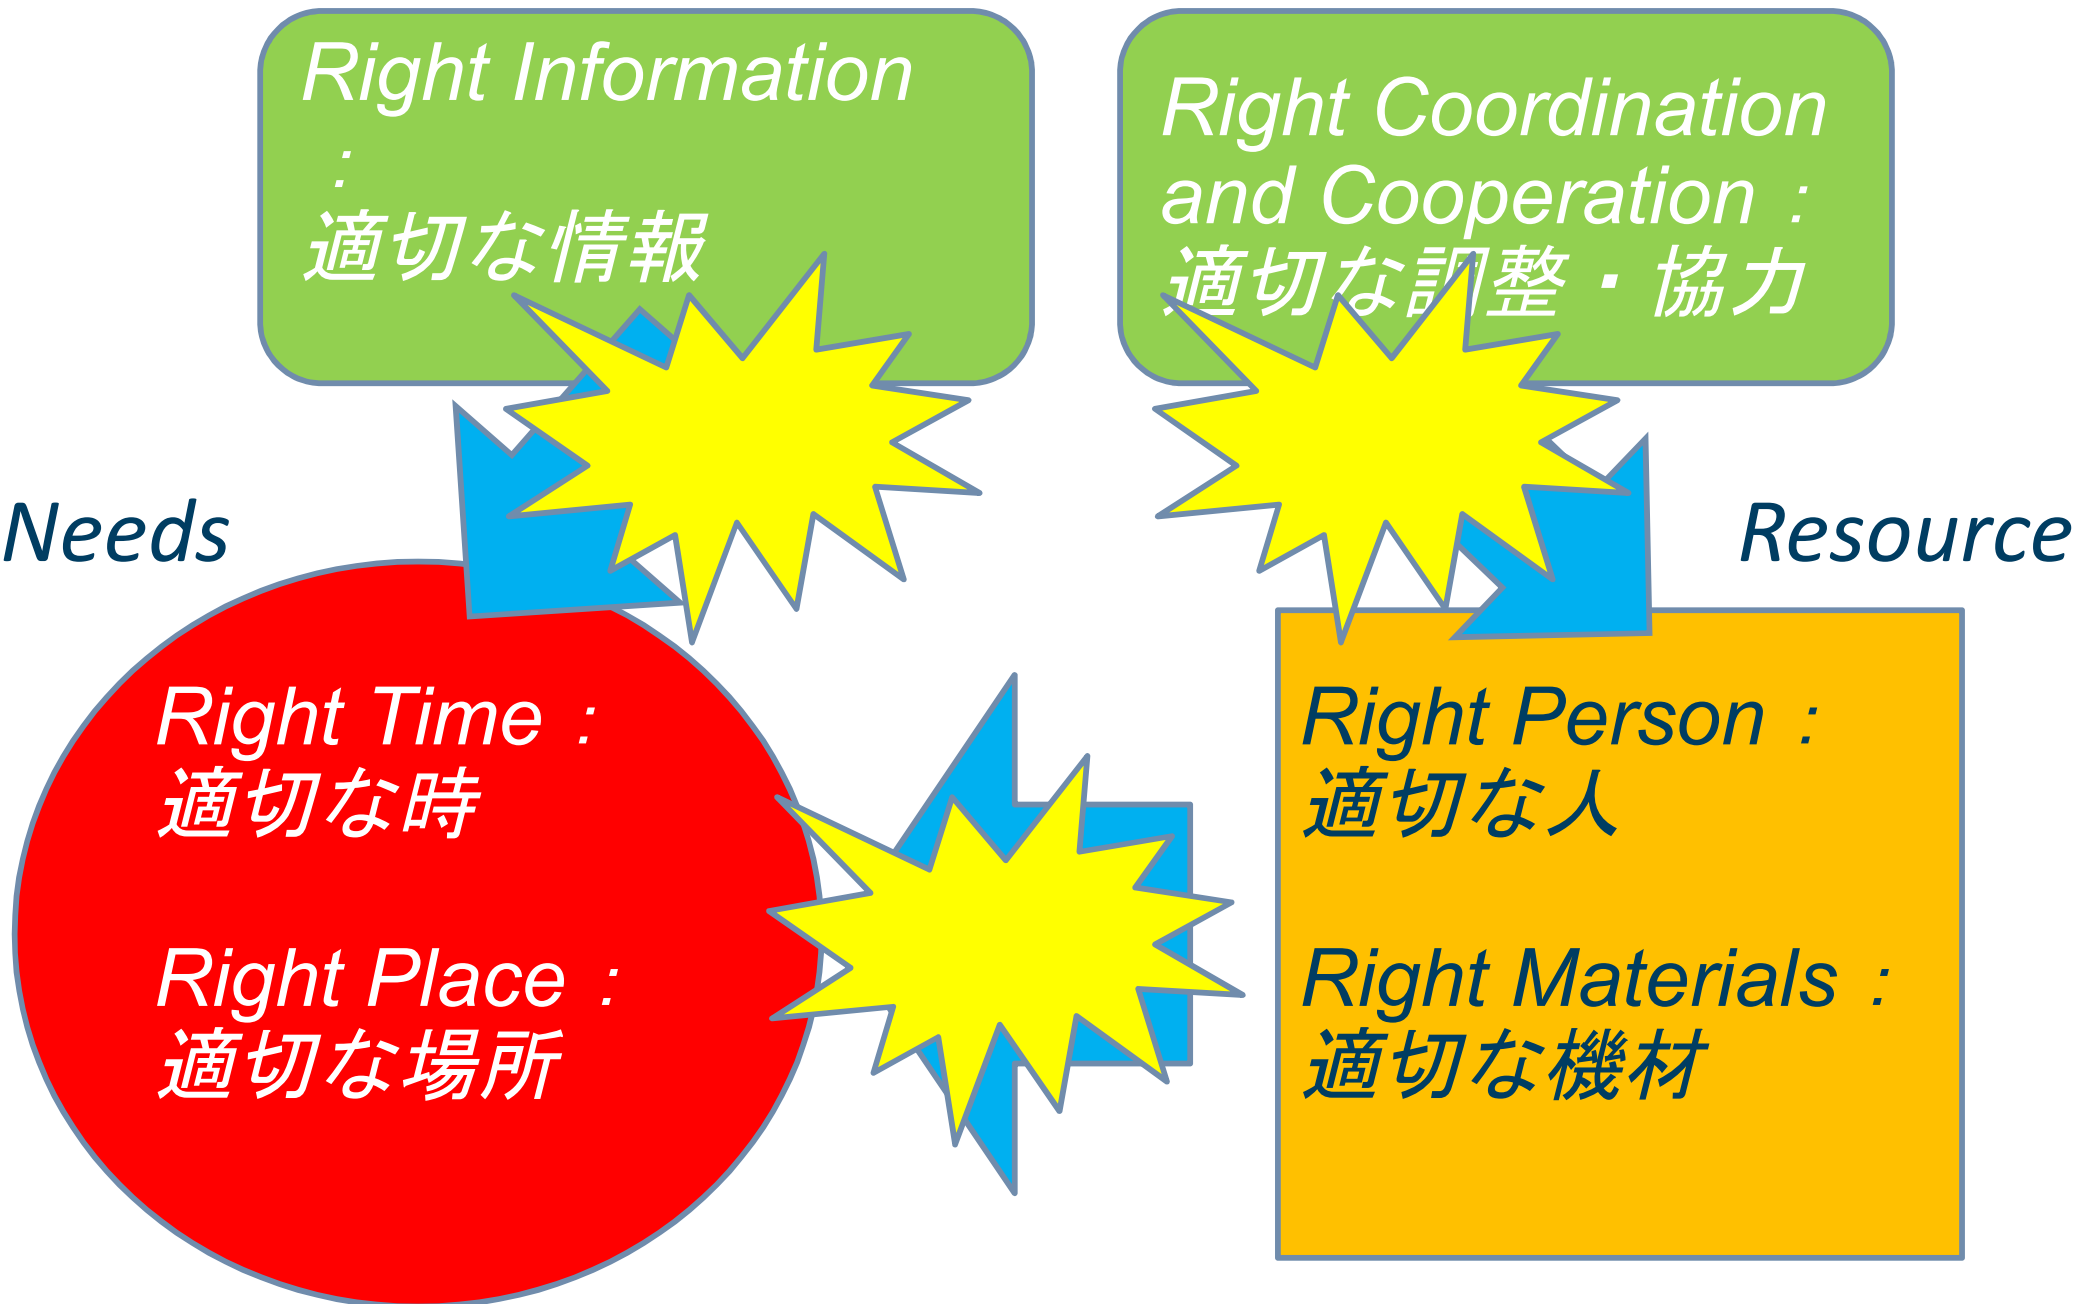 Right Information
：
適切な情報
Right Coordination
and Cooperation：
適切な調整・協力
Needs
Resource
Right Time：
適切な時
Right Place：
適切な場所
Right Person：
適切な人
Right Materials：
適切な機材